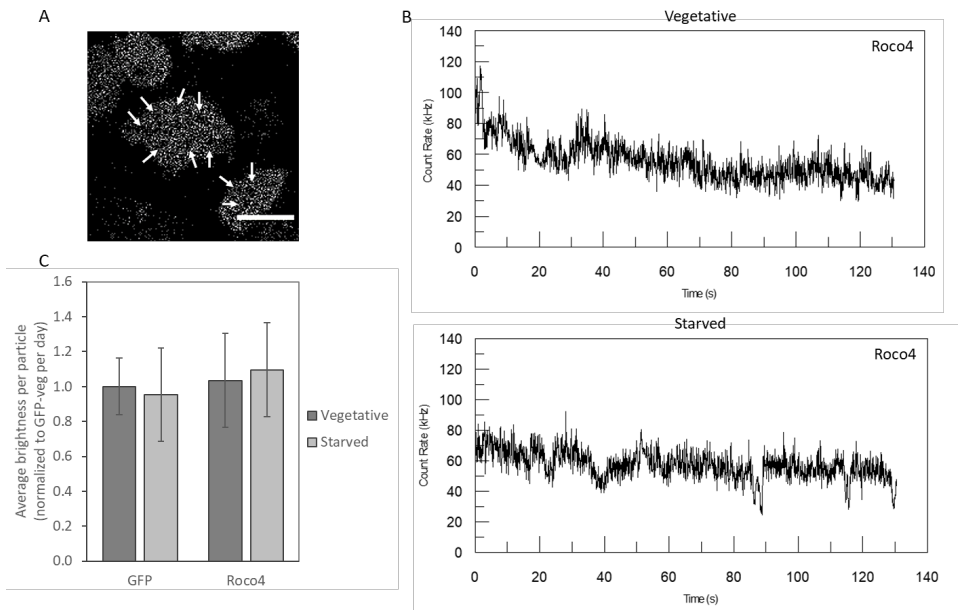 A
B
Vegetative
Roco4
Count Rate (kHz)
140
120
100
80
60
40
20
0
0 20 40 60 80 100 120 140
Time (s)
Starved
Roco4
Count Rate (kHz)
140
120
100
80
60
40
20
0
0 20 40 60 80 100 120 140
Time (s)
C
Average brightness per particle
(normalized to GFP-veg per day)
1.6
1.4
1.2
1.0
0.8
0.6
0.4
0.2
0.0
GFP Roco4
Vegetative
Starved